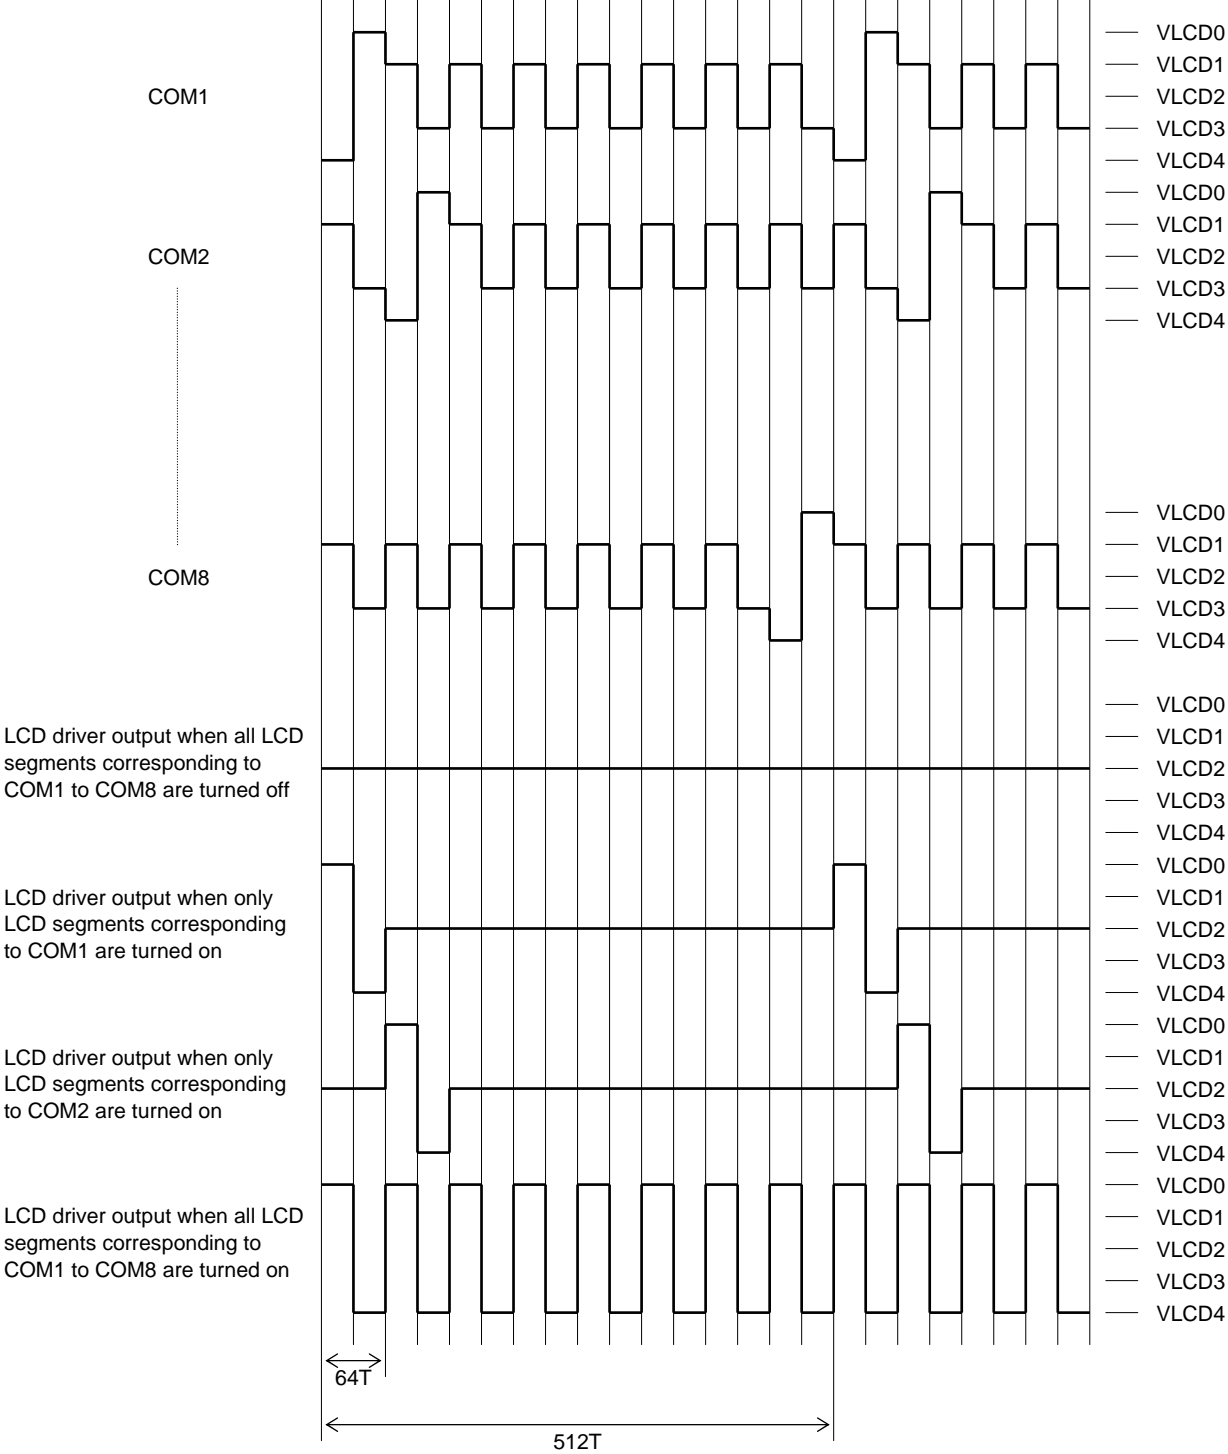 VLCD0
VLCD1
COM1
VLCD2
VLCD3
VLCD4
VLCD0
VLCD1
COM2
VLCD2
VLCD3
VLCD4
VLCD0
VLCD1
COM8
VLCD2
VLCD3
VLCD4
VLCD0
LCD driver output when all LCD
segments corresponding to
COM1 to COM8 are turned off
VLCD1
VLCD2
VLCD3
VLCD4
VLCD0
LCD driver output when only
LCD segments corresponding
to COM1 are turned on
VLCD1
VLCD2
VLCD3
VLCD4
VLCD0
LCD driver output when only
LCD segments corresponding
to COM2 are turned on
VLCD1
VLCD2
VLCD3
VLCD4
VLCD0
LCD driver output when all LCD
segments corresponding to
COM1 to COM8 are turned on
VLCD1
VLCD2
VLCD3
VLCD4
64T
512T